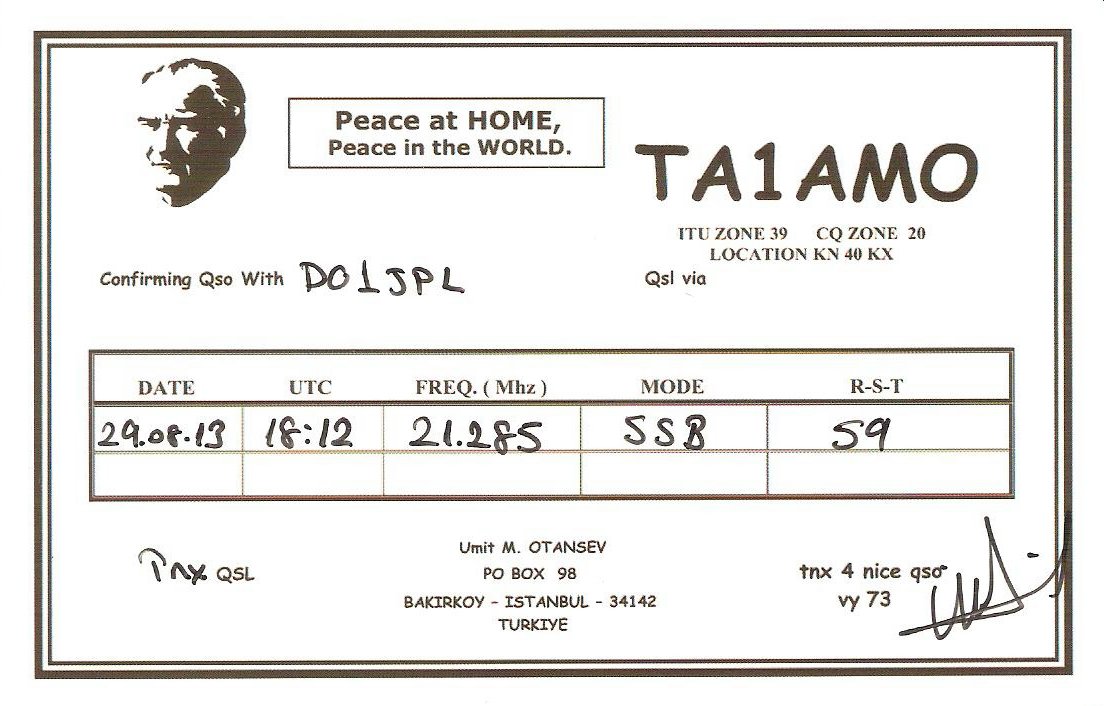 Peace at HOME,
Peace in the WORLD.
TA1AMO
ITU ZONE 39 CQ ZONE 20
LOCATION KN 40 KX
Confirming Qso With DO1JPL
Qsl via
DATE UTC FREQ. ( Mhz ) MODE R-S-T
29.08.13 18:12 21.285 SSB 59
Tnx QSL
Umit M. OTANSEV
PO BOX 98
BAKIRKOY - ISTANBUL - 34142
TURKIYE
tnx 4 nice qso
vy 73